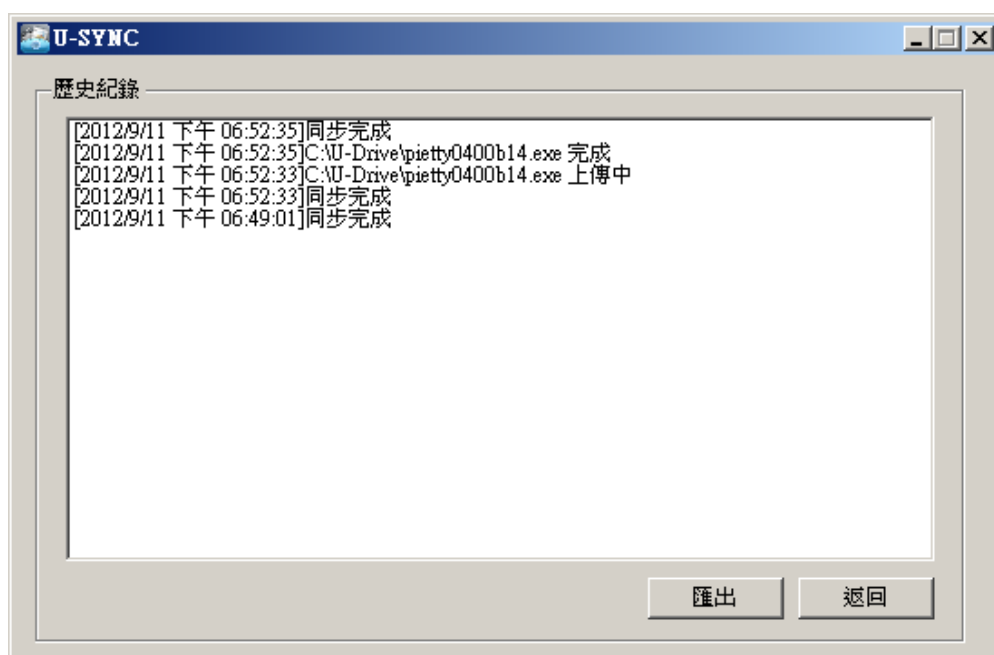 U-SYNC
歷史紀錄
[2012/9/11 下午 06:52:35]同步完成
[2012/9/11 下午 06:52:35]C:\U-Drive\pietty0400b14.exe 完成
[2012/9/11 下午 06:52:33]C:\U-Drive\pietty0400b14.exe 上傳中
[2012/9/11 下午 06:52:33]同步完成
[2012/9/11 下午 06:49:01]同步完成
匯出
返回